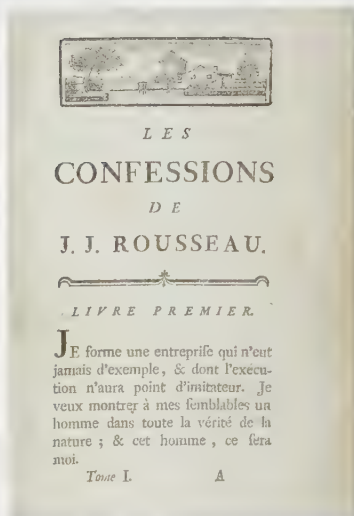 LES
CONFESSIONS
DE
J. J. ROUSSEAU.
LIVRE PREMIER.
JE forme une entrepriſe qui n'eut
jamais d'exemple, & dont l'exécu-
tion n'aura point d'imitateur. Je
veux montrer à mes ſemblables un
homme dans toute la vérité de la
nature ; & cet homme , ce ſera
moi.
Tome I. A